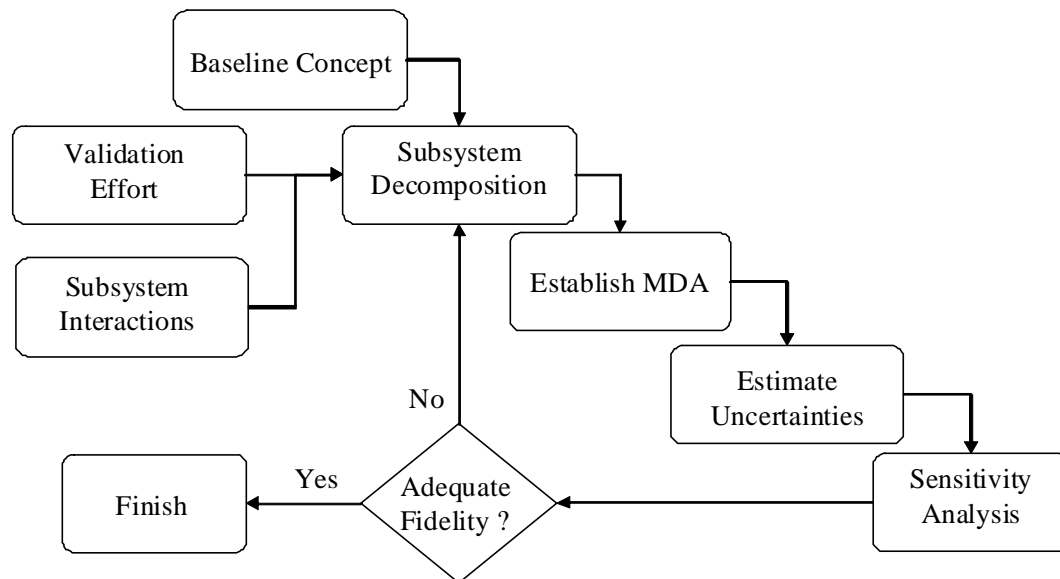 Baseline Concept
Validation
Effort
Subsystem
Decomposition
Subsystem
Interactions
Establish MDA
Estimate
Uncertainties
No
Yes
Finish
Adequate
Fidelity ?
Sensitivity
Analysis